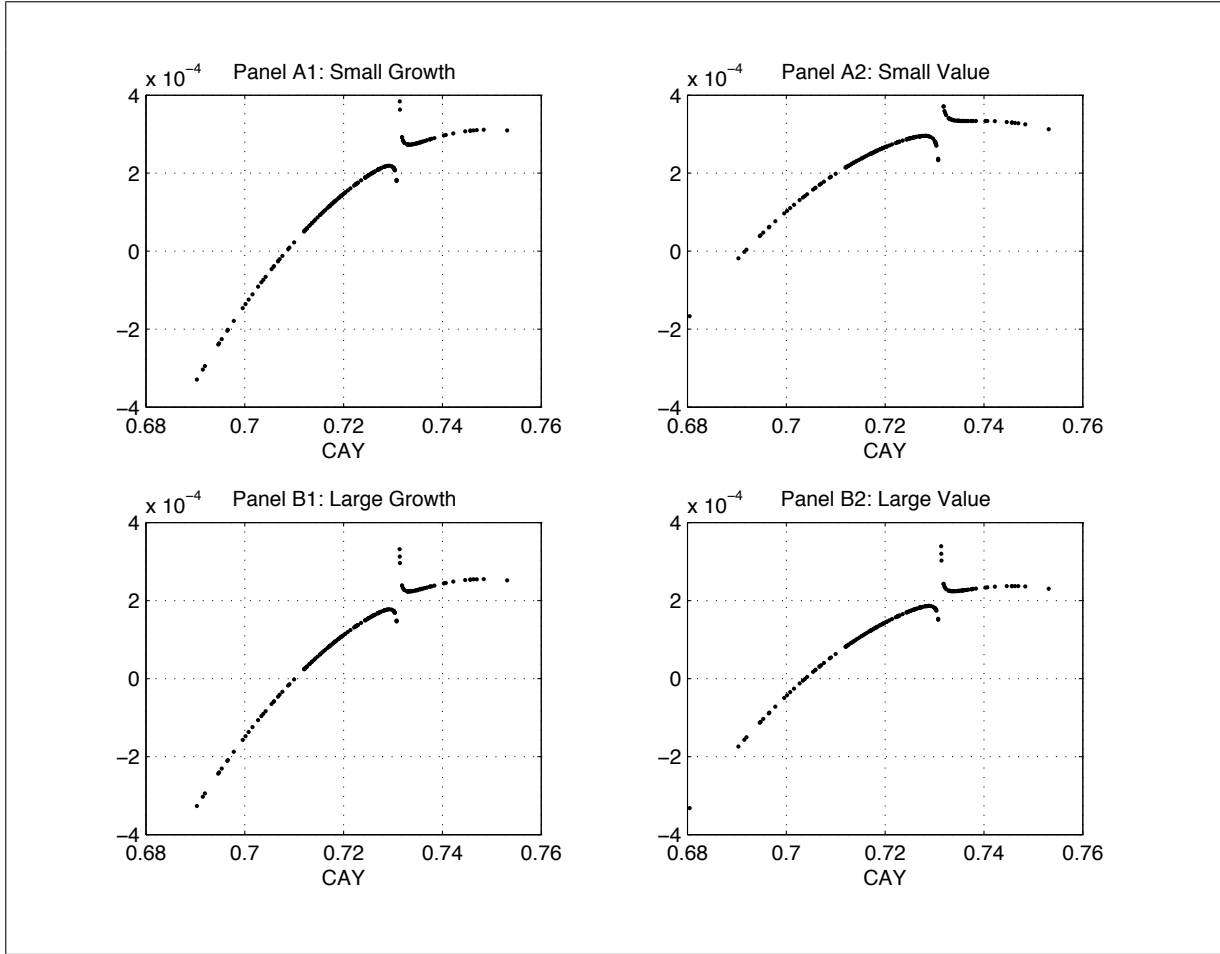 Panel A1: Small Growth
x 10⁻⁴
4
2
0
−2
−4
0.68 0.7 0.72 0.74 0.76
CAY
Panel A2: Small Value
x 10⁻⁴
4
2
0
−2
−4
0.68 0.7 0.72 0.74 0.76
CAY
Panel B1: Large Growth
x 10⁻⁴
4
2
0
−2
−4
0.68 0.7 0.72 0.74 0.76
CAY
Panel B2: Large Value
x 10⁻⁴
4
2
0
−2
−4
0.68 0.7 0.72 0.74 0.76
CAY